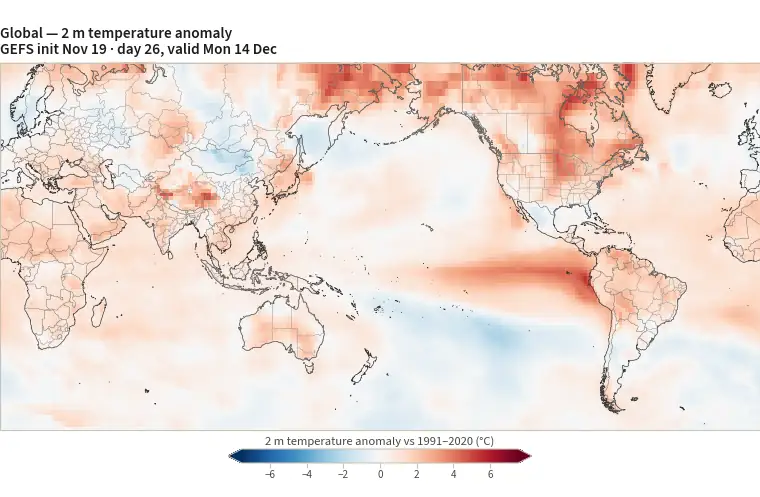 Global — 2 m temperature anomaly
GEFS init Nov 19 · day 26, valid Mon 14 Dec
2 m temperature anomaly vs 1991–2020 (°C)
−6 −4 −2 0 2 4 6